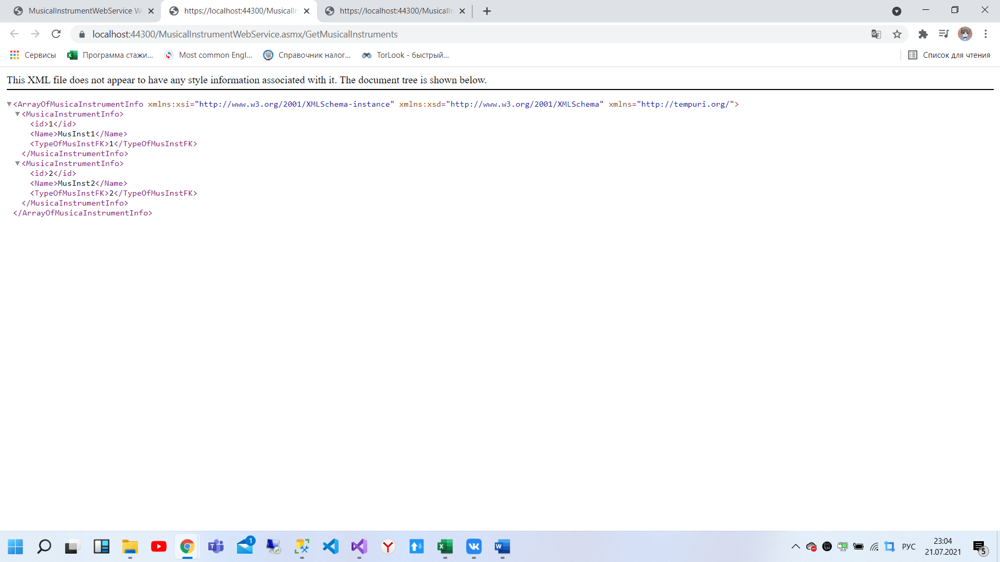 MusicalInstrumentWebService W
https://localhost:44300/MusicalIn
https://localhost:44300/MusicalIn
localhost:44300/MusicalInstrumentWebService.asmx/GetMusicalInstruments
Сервисы
Программа стажи...
Most common Engl...
Справочник налог...
TorLook - быстрый...
Список для чтения
This XML file does not appear to have any style information associated with it. The document tree is shown below.
<ArrayOfMusicaInstrumentInfo xmlns:xsi="http://www.w3.org/2001/XMLSchema-instance" xmlns:xsd="http://www.w3.org/2001/XMLSchema" xmlns="http://tempuri.org/">
<MusicaInstrumentInfo>
<id>1</id>
<Name>MusInst1</Name>
<TypeOfMusInstFK>1</TypeOfMusInstFK>
</MusicaInstrumentInfo>
<MusicaInstrumentInfo>
<id>2</id>
<Name>MusInst2</Name>
<TypeOfMusInstFK>2</TypeOfMusInstFK>
</MusicaInstrumentInfo>
</ArrayOfMusicaInstrumentInfo>
1
РУС
23:04
21.07.2021
5